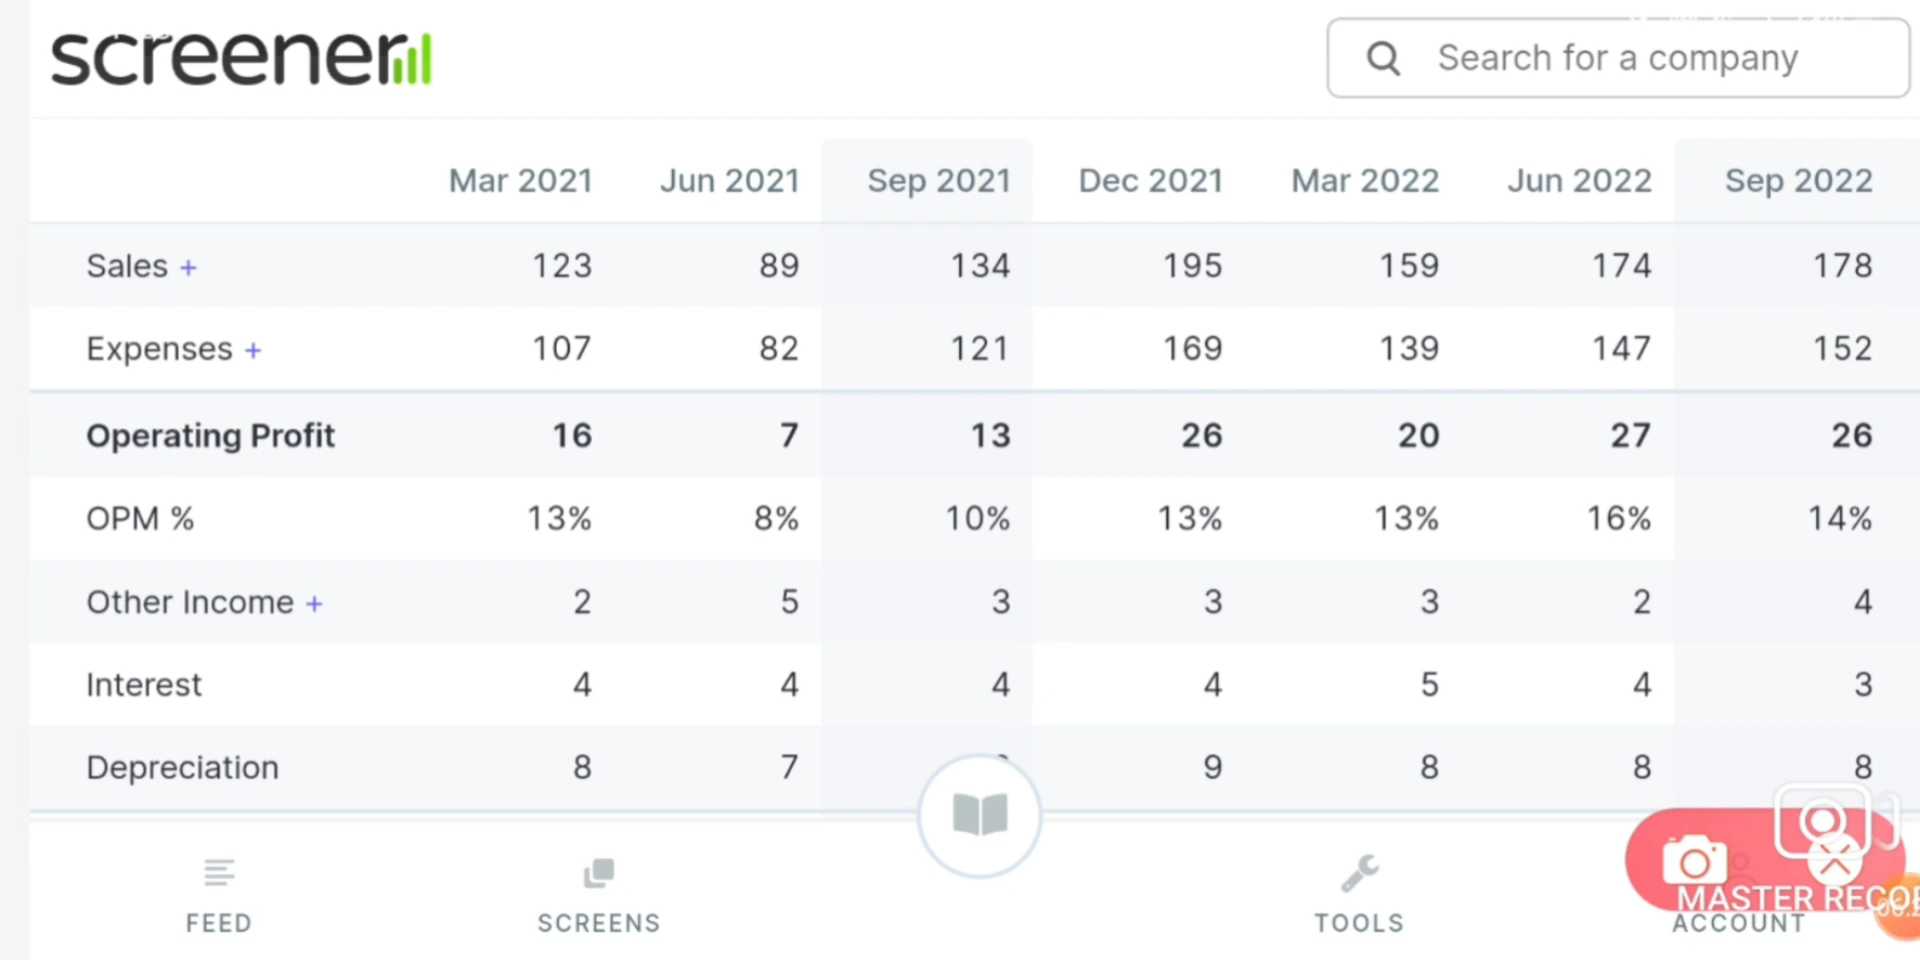 screener
Search for a company
Mar 2021 Jun 2021 Sep 2021 Dec 2021 Mar 2022 Jun 2022 Sep 2022
Sales + 123 89 134 195 159 174 178
Expenses + 107 82 121 169 139 147 152
Operating Profit 16 7 13 26 20 27 26
OPM % 13% 8% 10% 13% 13% 16% 14%
Other Income + 2 5 3 3 3 2 4
Interest 4 4 4 4 5 4 3
Depreciation 8 7 9 8 8 8
MASTER
FEED SCREENS TOOLS ACCOUNT